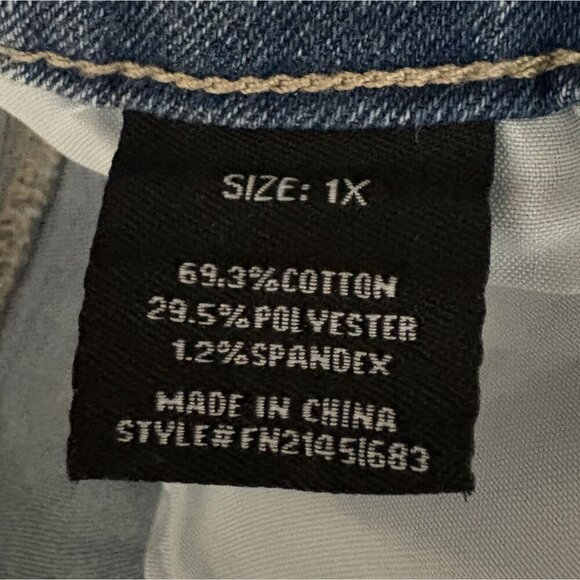 SIZE: 1X
69.3%COTTON
29.5%POLYESTER
1.2%SPANDEX
MADE IN CHINA
STYLE#FN21451683